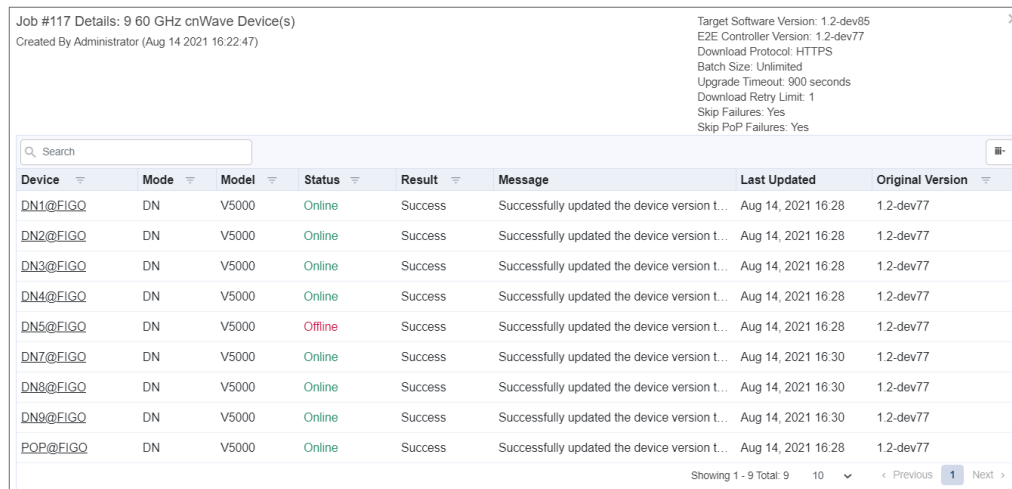 Job #117 Details: 9 60 GHz cnWave Device(s)
Created By Administrator (Aug 14 2021 16:22:47)
Target Software Version: 1.2-dev85
E2E Controller Version: 1.2-dev77
Download Protocol: HTTPS
Batch Size: Unlimited
Upgrade Timeout: 900 seconds
Download Retry Limit: 1
Skip Failures: Yes
Skip PoP Failures: Yes
Search
Device Mode Model Status Result Message Last Updated Original Version
DN1@FIGO DN V5000 Online Success Successfully updated the device version t... Aug 14, 2021 16:28 1.2-dev77
DN2@FIGO DN V5000 Online Success Successfully updated the device version t... Aug 14, 2021 16:28 1.2-dev77
DN3@FIGO DN V5000 Online Success Successfully updated the device version t... Aug 14, 2021 16:28 1.2-dev77
DN4@FIGO DN V5000 Online Success Successfully updated the device version t... Aug 14, 2021 16:28 1.2-dev77
DN5@FIGO DN V5000 Offline Success Successfully updated the device version t... Aug 14, 2021 16:28 1.2-dev77
DN7@FIGO DN V5000 Online Success Successfully updated the device version t... Aug 14, 2021 16:30 1.2-dev77
DN8@FIGO DN V5000 Online Success Successfully updated the device version t... Aug 14, 2021 16:30 1.2-dev77
DN9@FIGO DN V5000 Online Success Successfully updated the device version t... Aug 14, 2021 16:30 1.2-dev77
POP@FIGO DN V5000 Online Success Successfully updated the device version t... Aug 14, 2021 16:28 1.2-dev77
Showing 1 - 9 Total: 9 10 < Previous 1 Next >